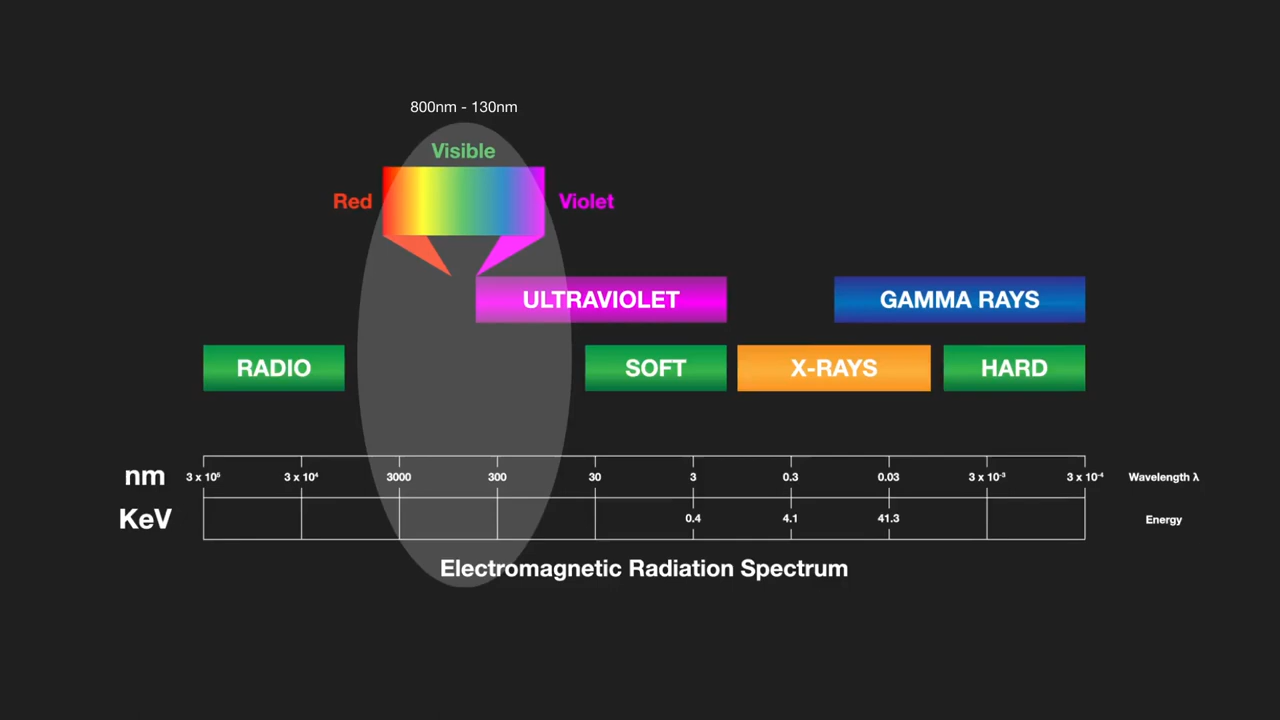 800nm - 130nm
Visible
Red
Violet
ULTRAVIOLET
GAMMA RAYS
RADIO
SOFT
X-RAYS
HARD
nm 3 x 10⁵ 3 x 10⁴ 3000 300 30 3 0.3 0.03 3 x 10⁻³ 3 x 10⁻⁴ Wavelength λ
KeV 0.4 4.1 41.3 Energy
Electromagnetic Radiation Spectrum